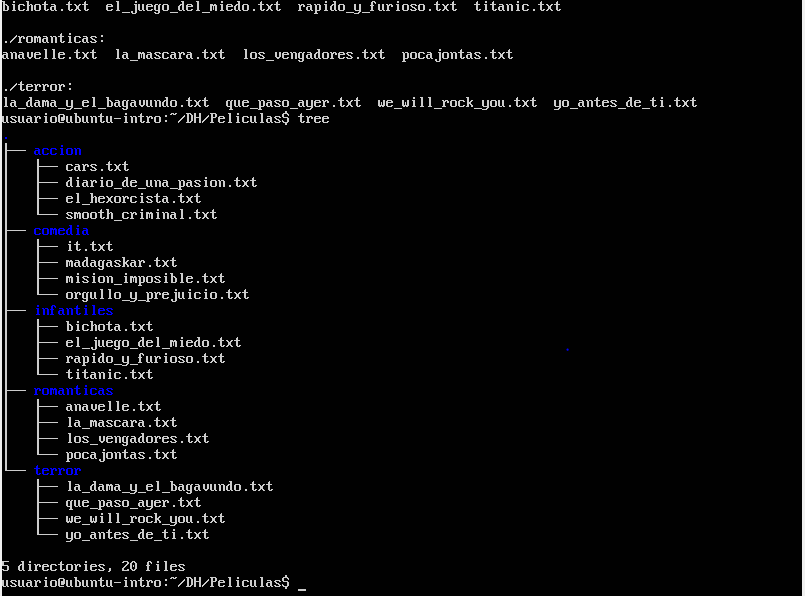 bichota.txt  el_juego_del_miedo.txt  rapido_y_furioso.txt  titanic.txt
./romanticas:
anavelle.txt  la_mascara.txt  los_vengadores.txt  pocajontas.txt
./terror:
la_dama_y_el_bagavundo.txt  que_paso_ayer.txt  we_will_rock_you.txt  yo_antes_de_ti.txt
usuario@ubuntu-intro:~/DH/Peliculas$ tree
.
├── accion
│   ├── cars.txt
│   ├── diario_de_una_pasion.txt
│   ├── el_hexorcista.txt
│   └── smooth_criminal.txt
├── comedia
│   ├── it.txt
│   ├── madagaskar.txt
│   ├── mision_imposible.txt
│   └── orgullo_y_prejuicio.txt
├── infantiles
│   ├── bichota.txt
│   ├── el_juego_del_miedo.txt
│   ├── rapido_y_furioso.txt
│   └── titanic.txt
├── romanticas
│   ├── anavelle.txt
│   ├── la_mascara.txt
│   ├── los_vengadores.txt
│   └── pocajontas.txt
└── terror
    ├── la_dama_y_el_bagavundo.txt
    ├── que_paso_ayer.txt
    ├── we_will_rock_you.txt
    └── yo_antes_de_ti.txt
5 directories, 20 files
usuario@ubuntu-intro:~/DH/Peliculas$ _